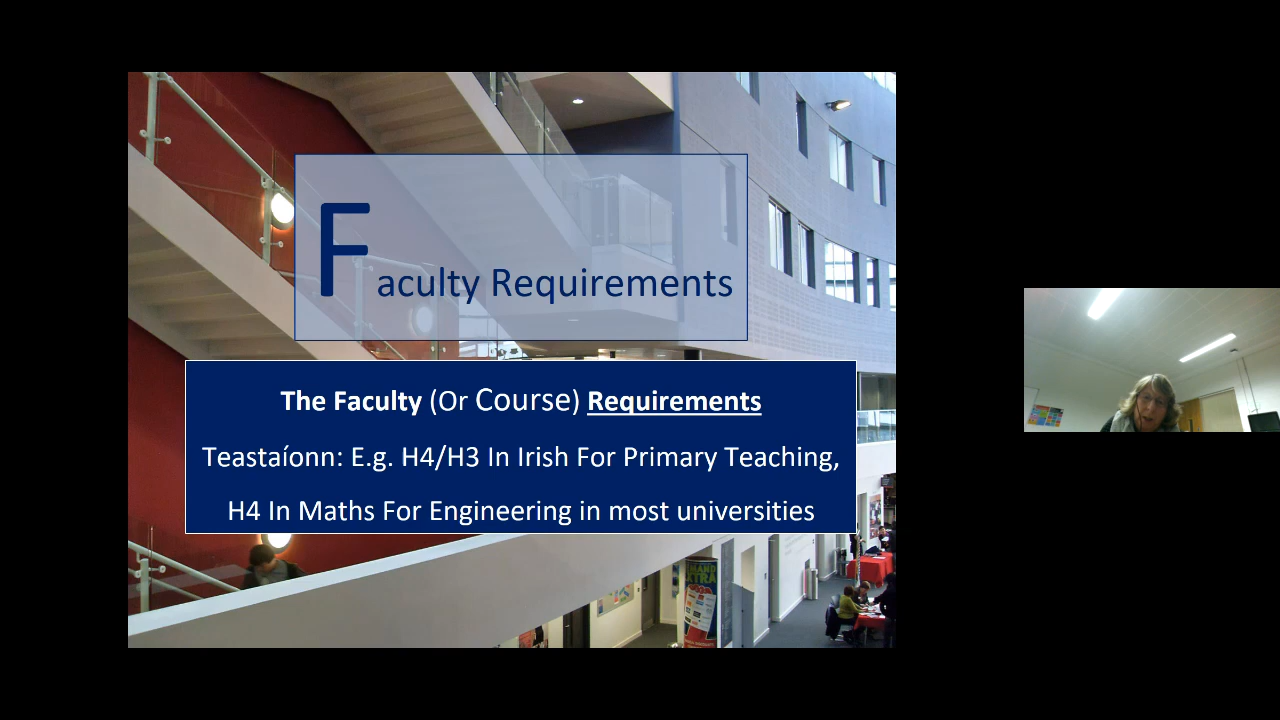 Faculty Requirements
The Faculty (Or Course) Requirements
Teastaíonn: E.g. H4/H3 In Irish For Primary Teaching,
H4 In Maths For Engineering in most universities